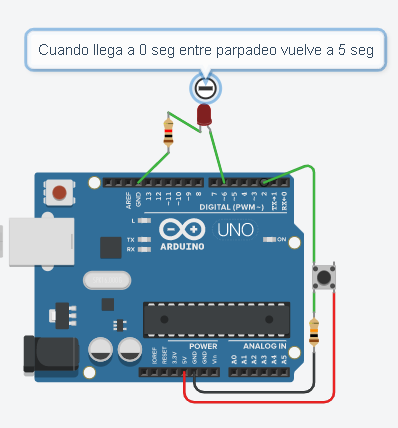 Cuando llega a 0 seg entre parpadeo vuelve a 5 seg
AREF
GND
13
12
~11
~10
~9
8
7
~6
~5
4
~3
2
TX→1
RX←0
DIGITAL (PWM~)
L
TX
RX
ARDUINO
UNO
ON
IOREF
RESET
3.3V
5V
GND
GND
Vin
POWER
ANALOG IN
A0
A1
A2
A3
A4
A5